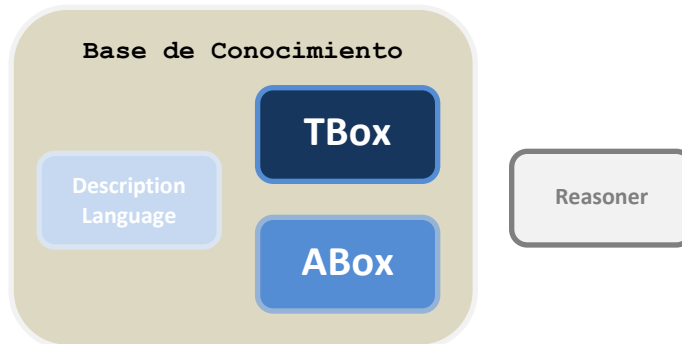 Base de Conocimiento
TBox
Description
Language
Reasoner
ABox